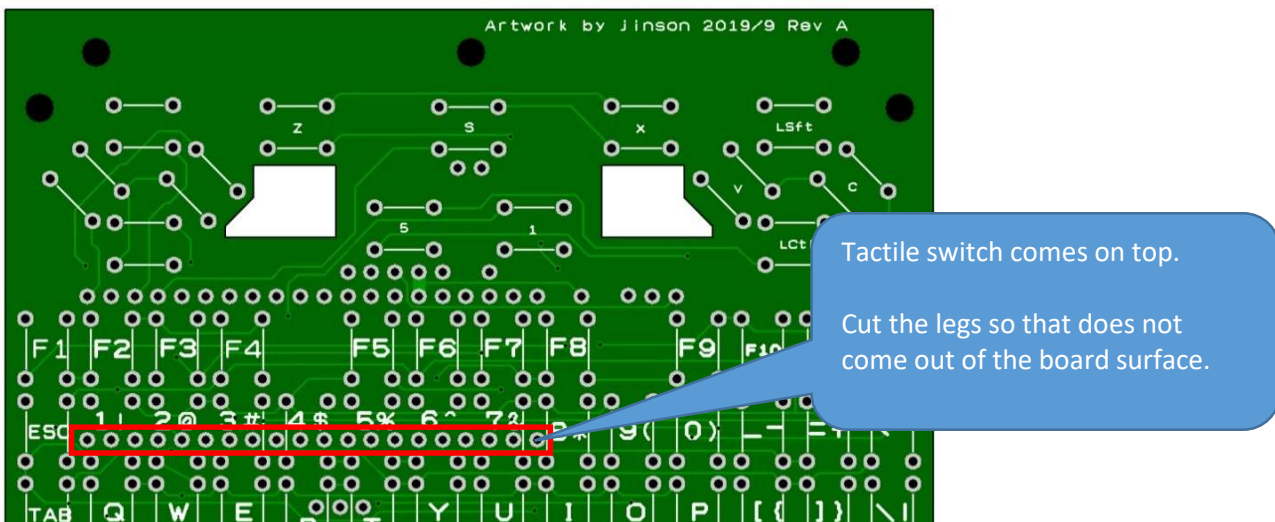 Artwork by jinson 2019/9 Rev A
Z S X LSft
V C
5 1
Tactile switch comes on top.
Cut the legs so that does not
come out of the board surface.
F1 F2 F3 F4 F5 F6 F7 F8 F9 F10
ESC 2@ 3# 4$ 5% 6^ 9( 0)
TAB Q W E Y U I O P [{ ]} \|